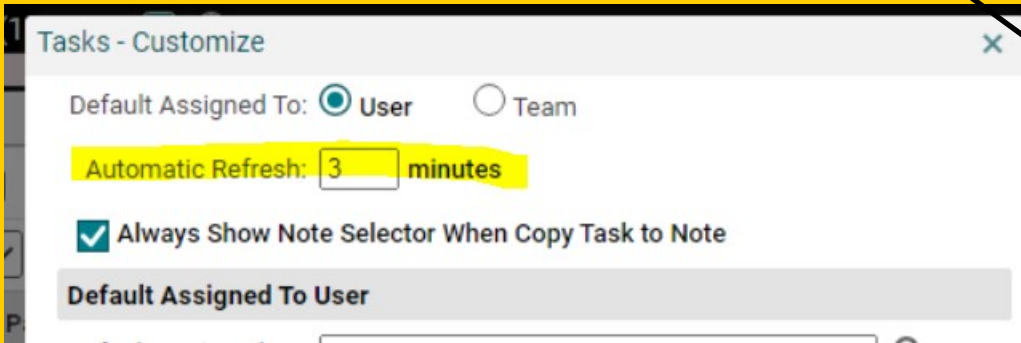 Tasks - Customize
Default Assigned To: User Team
Automatic Refresh: 3 minutes
Always Show Note Selector When Copy Task to Note
Default Assigned To User